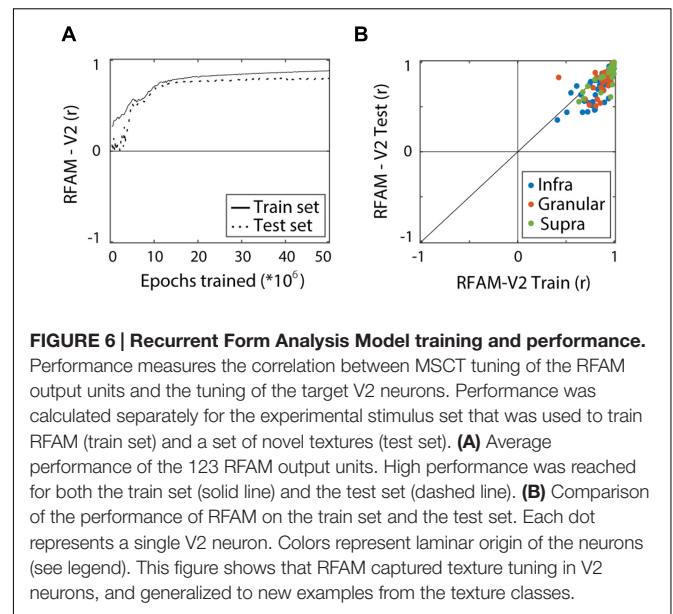 A
B
1
0
-1
RFAM - V2 (r)
Train set
Test set
0 10 20 30 40 50
Epochs trained (*10⁶)
1
0
-1
RFAM - V2 Test (r)
Infra
Granular
Supra
-1 0 1
RFAM-V2 Train (r)
FIGURE 6 | Recurrent Form Analysis Model training and performance.
Performance measures the correlation between MSCT tuning of the RFAM
output units and the tuning of the target V2 neurons. Performance was
calculated separately for the experimental stimulus set that was used to train
RFAM (train set) and a set of novel textures (test set). (A) Average
performance of the 123 RFAM output units. High performance was reached
for both the train set (solid line) and the test set (dashed line). (B) Comparison
of the performance of RFAM on the train set and the test set. Each dot
represents a single V2 neuron. Colors represent laminar origin of the neurons
(see legend). This figure shows that RFAM captured texture tuning in V2
neurons, and generalized to new examples from the texture classes.